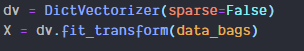 dv = DictVectorizer(sparse=False)
X = dv.fit_transform(data_bags)